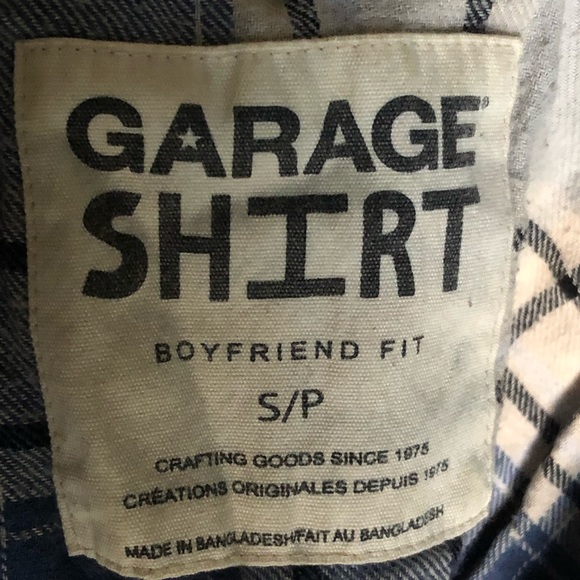 GARAGE®
SHIRT
BOYFRIEND FIT
S/P
CRAFTING GOODS SINCE 1975
CRÉATIONS ORIGINALES DEPUIS 1975
MADE IN BANGLADESH/FAIT AU BANGLADESH